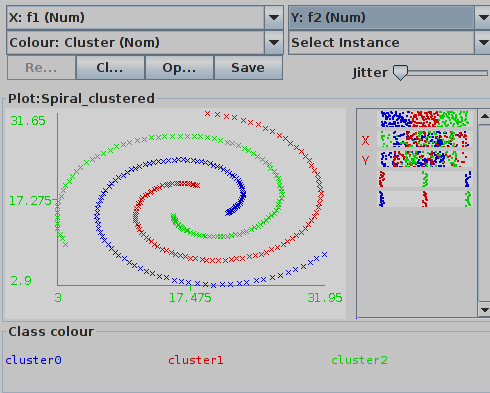 X: f1 (Num)
Y: f2 (Num)
Colour: Cluster (Nom)
Select Instance
Re...
Cl...
Op...
Save
Jitter
Plot:Spiral_clustered
31.65
17.275
2.9
3
17.475
31.95
X
Y
Class colour
cluster0
cluster1
cluster2